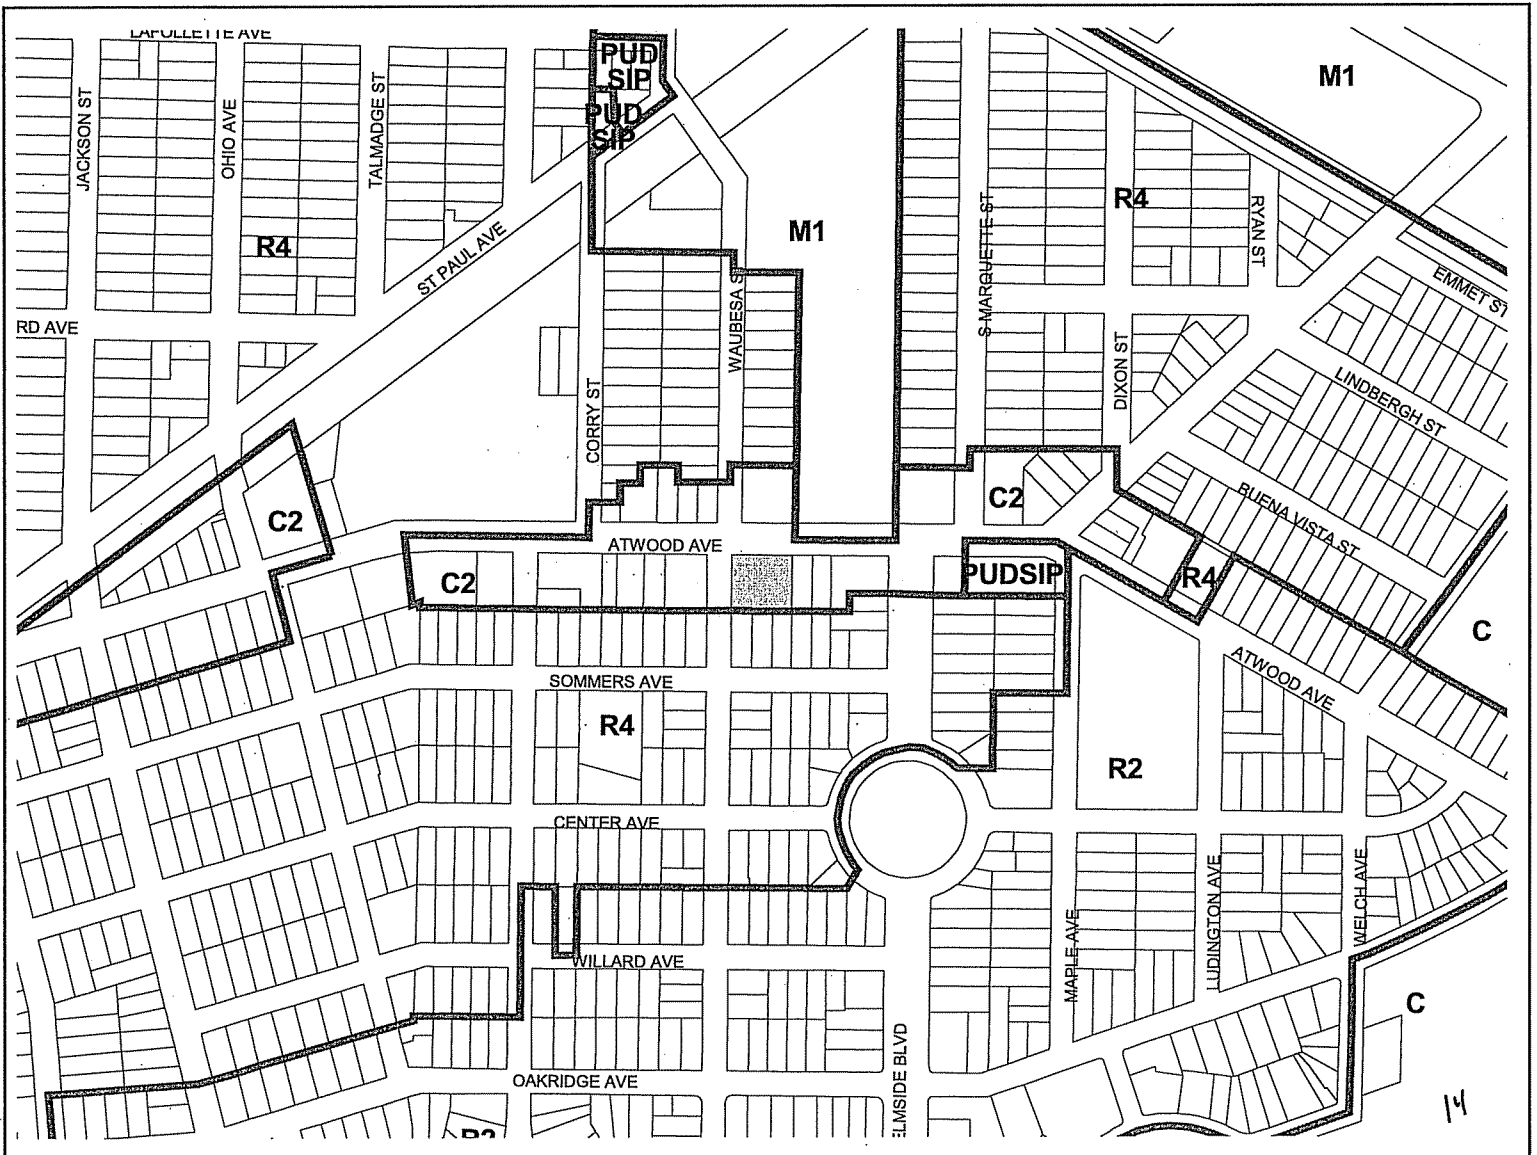 LAFOLLETTE AVE
PUD
SIP
M1
JACKSON ST
OHIO AVE
TALMADGE ST
PUD
SIP
R4
RYAN ST
M1
R4
ST PAUL AVE
S MARQUETTE ST
EMMET ST
RD AVE
WAUBESA S
DIXON ST
LINDBERGH ST
CORRY ST
C2
C2
BUENA VISTA ST
ATWOOD AVE
C2
PUDSIP
R4
C
ATWOOD AVE
SOMMERS AVE
R4
R2
CENTER AVE
LUDINGTON AVE
WELCH AVE
MAPLE AVE
WILLARD AVE
C
ELMSIDE BLVD
OAKRIDGE AVE
14
R2